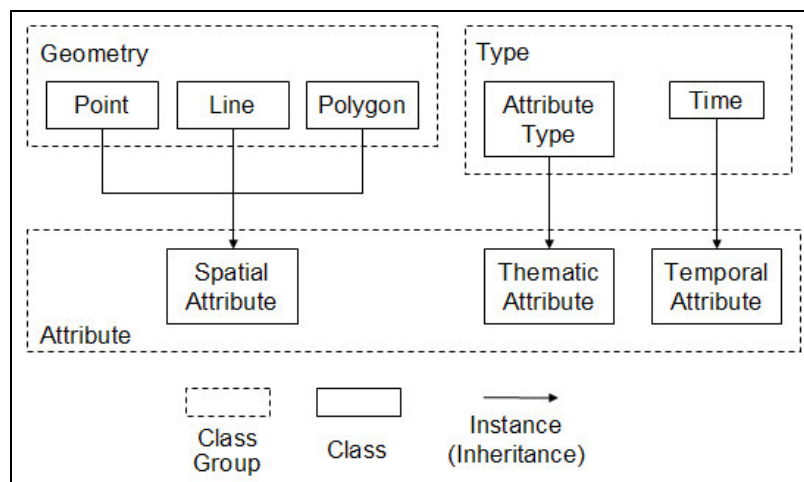 Geometry
Point
Line
Polygon
Type
Attribute
Type
Time
Spatial
Attribute
Thematic
Attribute
Temporal
Attribute
Attribute
Class
Group
Class
Instance
(Inheritance)